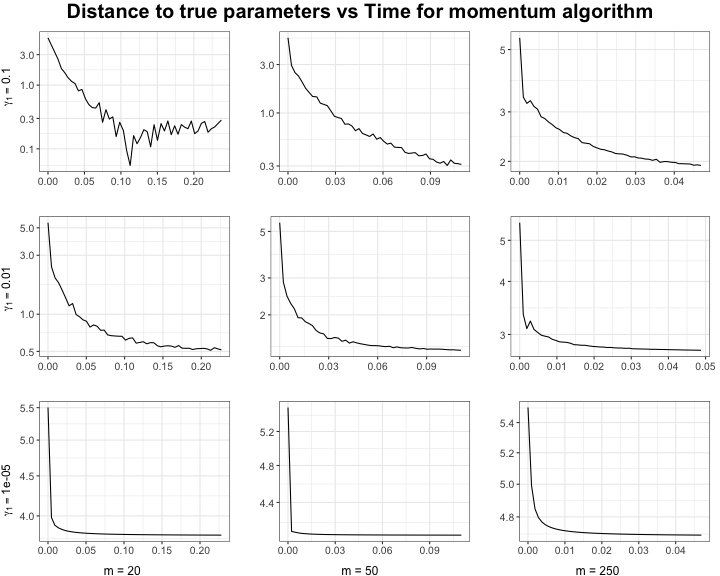 Distance to true parameters vs Time for momentum algorithm
γ1 = 0.1
3.0
1.0
0.3
0.1
0.00 0.05 0.10 0.15 0.20
3.0
1.0
0.3
0.00 0.03 0.06 0.09
5
3
2
0.00 0.01 0.02 0.03 0.04
γ1 = 0.01
5.0
3.0
1.0
0.5
0.00 0.05 0.10 0.15 0.20
5
3
2
0.00 0.03 0.06 0.09
5
4
3
0.00 0.01 0.02 0.03 0.04 0.05
γ1 = 1e-05
5.5
5.0
4.5
4.0
0.00 0.05 0.10 0.15 0.20
5.2
4.8
4.4
0.00 0.03 0.06 0.09
5.4
5.2
5.0
4.8
0.00 0.01 0.02 0.03 0.04
m = 20 m = 50 m = 250